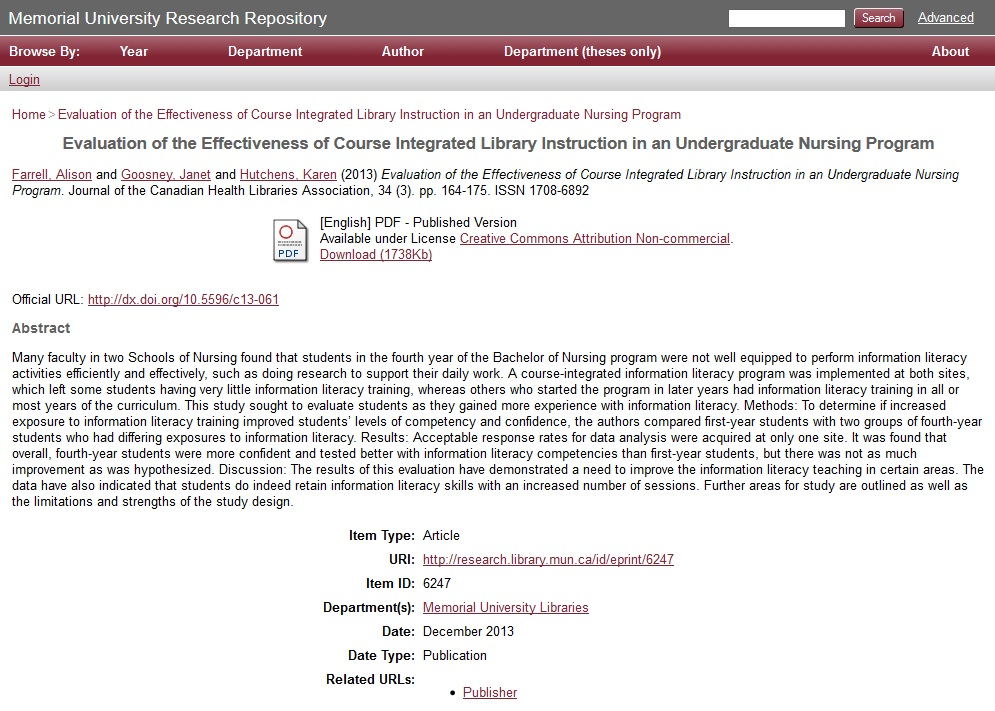 Memorial University Research Repository
Search Advanced
Browse By: Year Department Author Department (theses only) About
Login
Home > Evaluation of the Effectiveness of Course Integrated Library Instruction in an Undergraduate Nursing Program
Evaluation of the Effectiveness of Course Integrated Library Instruction in an Undergraduate Nursing Program
Farrell, Alison and Goosney, Janet and Hutchens, Karen (2013) Evaluation of the Effectiveness of Course Integrated Library Instruction in an Undergraduate Nursing
Program. Journal of the Canadian Health Libraries Association, 34 (3). pp. 164-175. ISSN 1708-6892
PDF
[English] PDF - Published Version
Available under License Creative Commons Attribution Non-commercial.
Download (1738Kb)
Official URL: http://dx.doi.org/10.5596/c13-061
Abstract
Many faculty in two Schools of Nursing found that students in the fourth year of the Bachelor of Nursing program were not well equipped to perform information literacy
activities efficiently and effectively, such as doing research to support their daily work. A course-integrated information literacy program was implemented at both sites,
which left some students having very little information literacy training, whereas others who started the program in later years had information literacy training in all or
most years of the curriculum. This study sought to evaluate students as they gained more experience with information literacy. Methods: To determine if increased
exposure to information literacy training improved students' levels of competency and confidence, the authors compared first-year students with two groups of fourth-year
students who had differing exposures to information literacy. Results: Acceptable response rates for data analysis were acquired at only one site. It was found that
overall, fourth-year students were more confident and tested better with information literacy competencies than first-year students, but there was not as much
improvement as was hypothesized. Discussion: The results of this evaluation have demonstrated a need to improve the information literacy teaching in certain areas. The
data have also indicated that students do indeed retain information literacy skills with an increased number of sessions. Further areas for study are outlined as well as
the limitations and strengths of the study design.
Item Type: Article
URI: http://research.library.mun.ca/id/eprint/6247
Item ID: 6247
Department(s): Memorial University Libraries
Date: December 2013
Date Type: Publication
Related URLs:
• Publisher